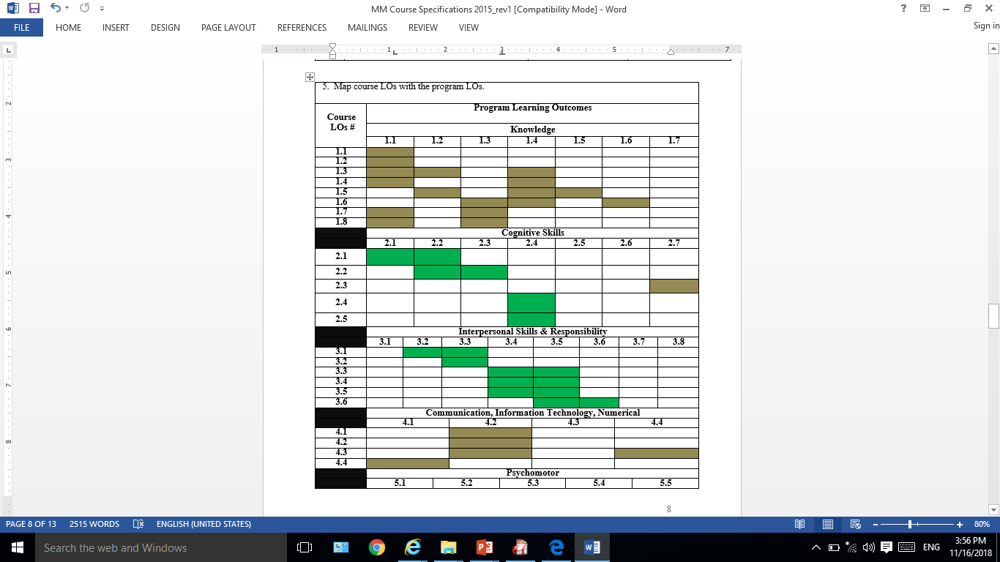 MM Course Specifications 2015_rev1 [Compatibility Mode] - Word
?
FILE HOME INSERT DESIGN PAGE LAYOUT REFERENCES MAILINGS REVIEW VIEW Sign in
L 1 1 2 3 4 5 7
5. Map course LOs with the program LOs.
Course LOs #
Program Learning Outcomes
Knowledge
1.1 1.2 1.3 1.4 1.5 1.6 1.7
1.1
1.2
1.3
1.4
1.5
1.6
1.7
1.8
Cognitive Skills
2.1 2.2 2.3 2.4 2.5 2.6 2.7
2.1
2.2
2.3
2.4
2.5
Interpersonal Skills & Responsibility
3.1 3.2 3.3 3.4 3.5 3.6 3.7 3.8
3.1
3.2
3.3
3.4
3.5
3.6
Communication, Information Technology, Numerical
4.1 4.2 4.3 4.4
4.1
4.2
4.3
4.4
Psychomotor
5.1 5.2 5.3 5.4 5.5
8
2
3
4
5
6
7
8
PAGE 8 OF 13 2515 WORDS ENGLISH (UNITED STATES) 80%
Search the web and Windows
ENG
3:56 PM
11/16/2018